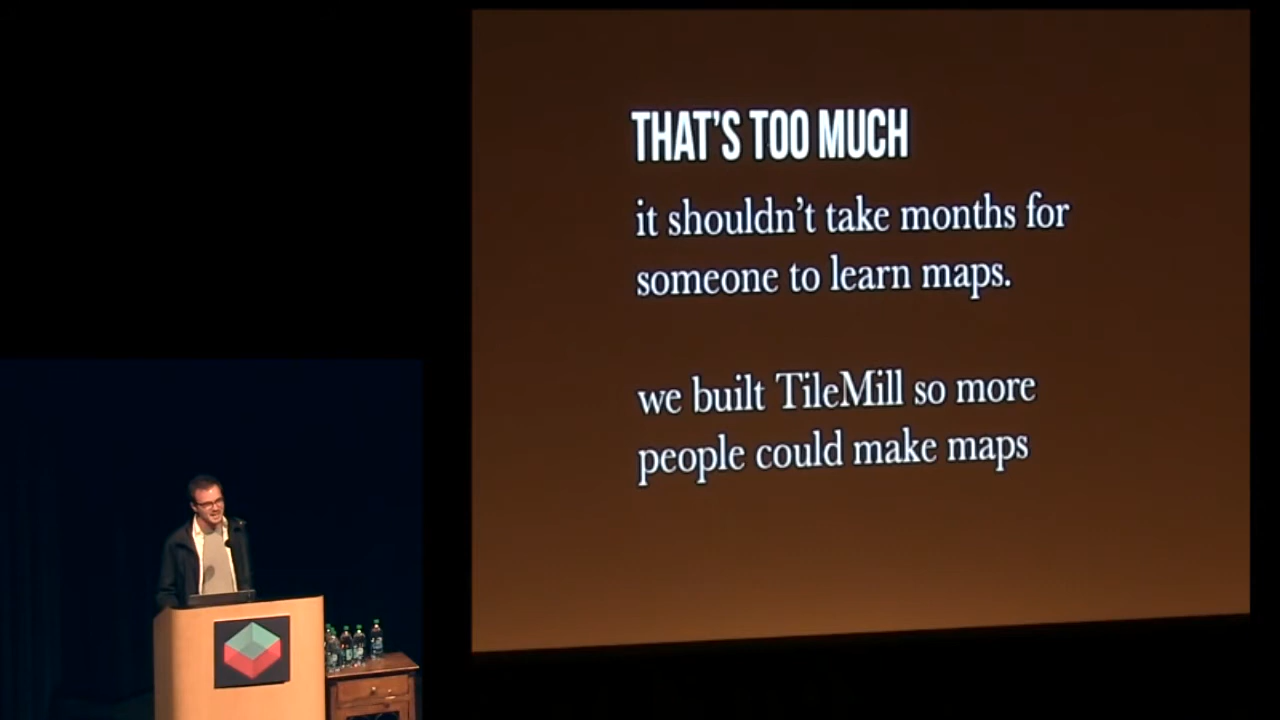 THAT'S TOO MUCH
it shouldn't take months for
someone to learn maps.
we built TileMill so more
people could make maps